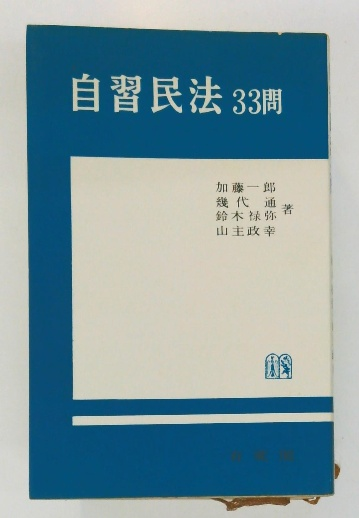 自習民法 33問
加藤一郎
幾代 通
鈴木禄弥
山主政幸
著